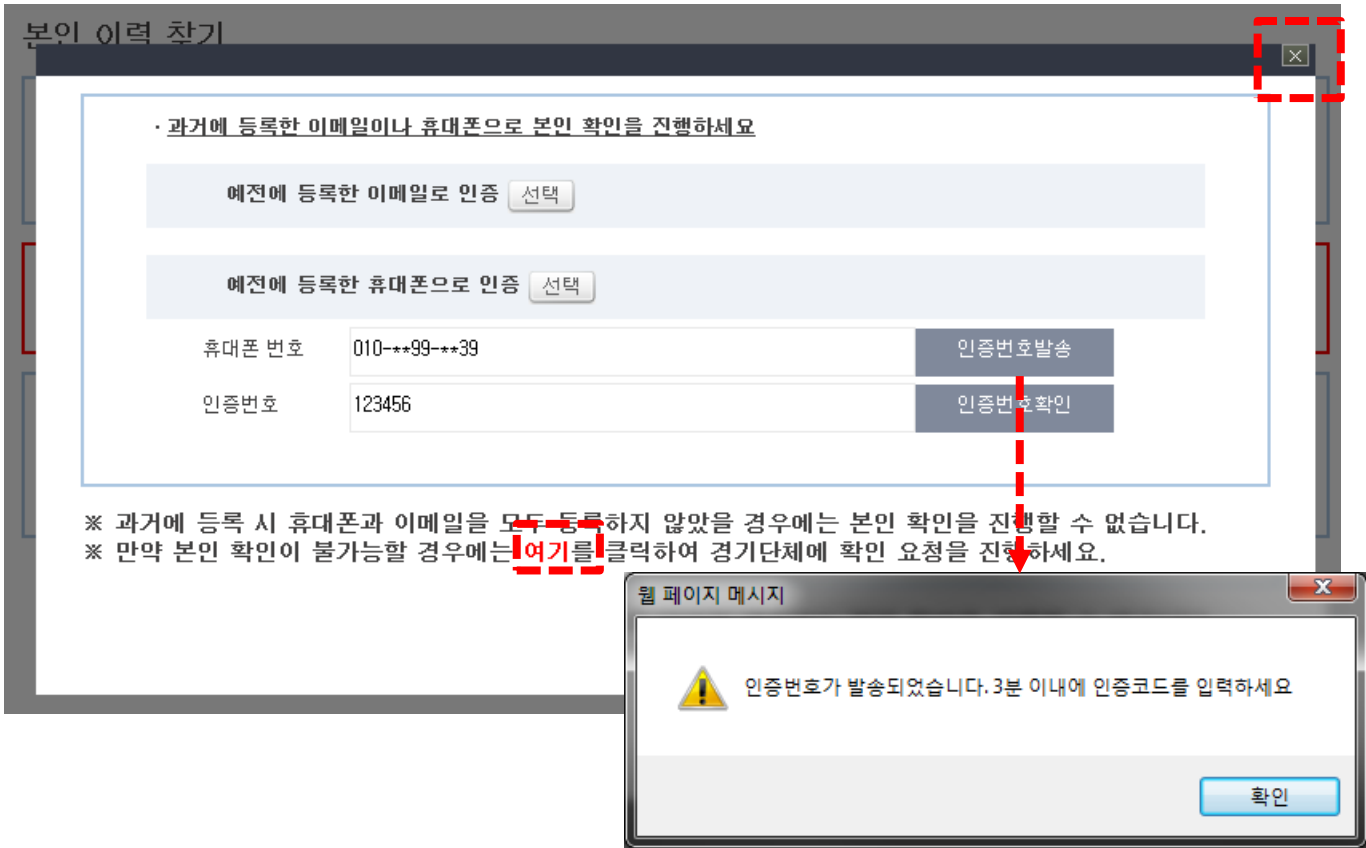 본인 이력 찾기
· 과거에 등록한 이메일이나 휴대폰으로 본인 확인을 진행하세요
예전에 등록한 이메일로 인증 선택
예전에 등록한 휴대폰으로 인증 선택
휴대폰 번호 010-**99-**39 인증번호발송
인증번호 123456 인증번호확인
※ 과거에 등록 시 휴대폰과 이메일을 모두 등록하지 않았을 경우에는 본인 확인을 진행할 수 없습니다.
※ 만약 본인 확인이 불가능할 경우에는 여기를 클릭하여 경기단체에 확인 요청을 진행하세요.
웹 페이지 메시지
인증번호가 발송되었습니다. 3분 이내에 인증코드를 입력하세요
확인